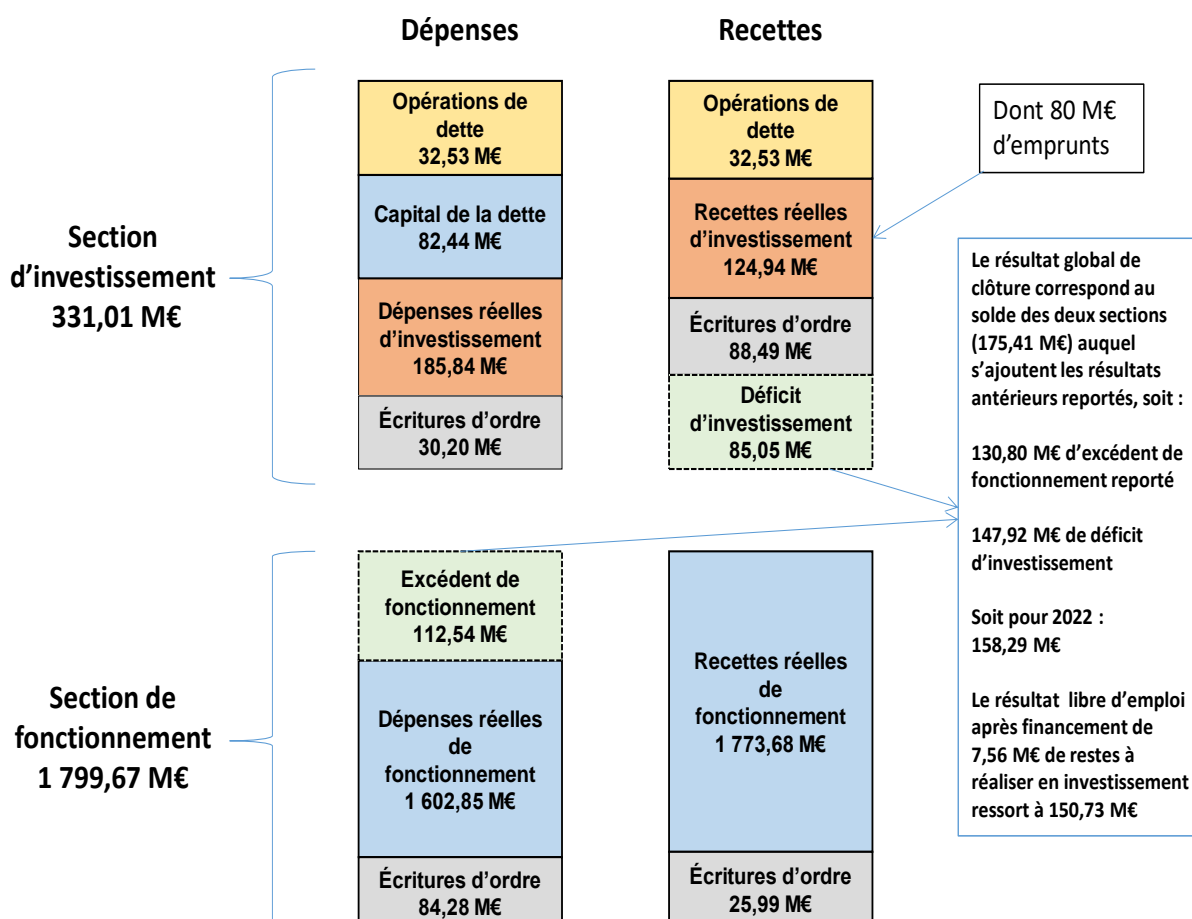 Dépenses
Recettes
Section
d'investissement
331,01 M€
Opérations de
dette
32,53 M€
Capital de la dette
82,44 M€
Dépenses réelles
d'investissement
185,84 M€
Écritures d'ordre
30,20 M€
Opérations de
dette
32,53 M€
Recettes réelles
d'investissement
124,94 M€
Écritures d'ordre
88,49 M€
Déficit
d'investissement
85,05 M€
Dont 80 M€
d'emprunts
Le résultat global de
clôture correspond au
solde des deux sections
(175,41 M€) auquel
s'ajoutent les résultats
antérieurs reportés, soit :
130,80 M€ d'excédent de
fonctionnement reporté
147,92 M€ de déficit
d'investissement
Soit pour 2022 :
158,29 M€
Le résultat libre d'emploi
après financement de
7,56 M€ de restes à
réaliser en investissement
ressort à 150,73 M€
Section de
fonctionnement
1 799,67 M€
Excédent de
fonctionnement
112,54 M€
Dépenses réelles
de
fonctionnement
1 602,85 M€
Écritures d'ordre
84,28 M€
Recettes réelles
de
fonctionnement
1 773,68 M€
Écritures d'ordre
25,99 M€